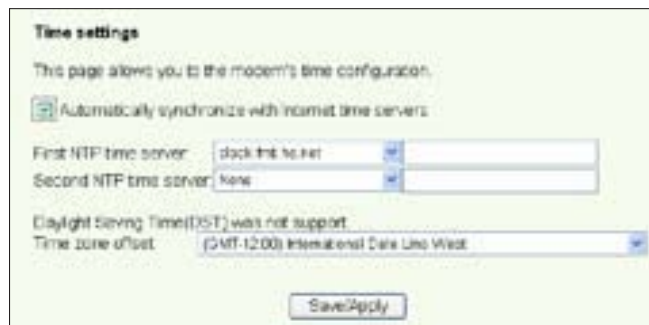 Time settings
This page allows you to the modem's time configuration.
Automatically synchronize with Internet time servers
First NTP time server: clock.fmt.he.net
Second NTP time server: None
Daylight Saving Time(DST) was not support
Time zone offset: (GMT-12:00) International Date Line West
Save/Apply